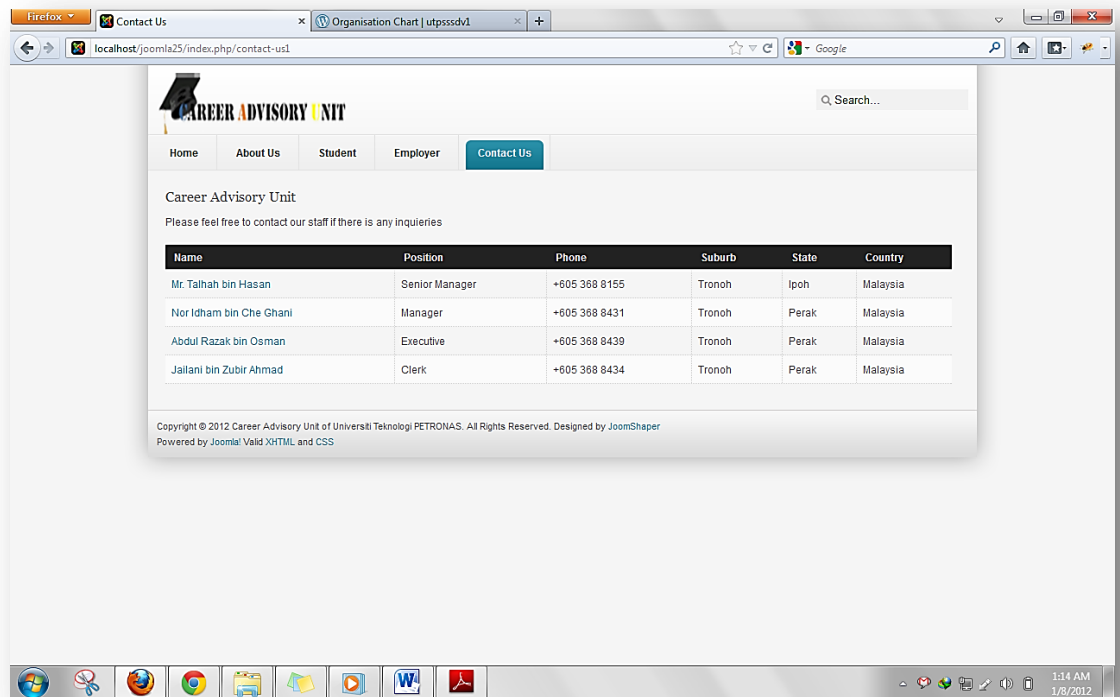 Firefox
Contact Us
Organisation Chart | utpsssdv1
localhost/joomla25/index.php/contact-us1
Google
CAREER ADVISORY UNIT
Search...
Home About Us Student Employer Contact Us
Career Advisory Unit
Please feel free to contact our staff if there is any inquieries
Name Position Phone Suburb State Country
Mr. Talhah bin Hasan Senior Manager +605 368 8155 Tronoh Ipoh Malaysia
Nor Idham bin Che Ghani Manager +605 368 8431 Tronoh Perak Malaysia
Abdul Razak bin Osman Executive +605 368 8439 Tronoh Perak Malaysia
Jailani bin Zubir Ahmad Clerk +605 368 8434 Tronoh Perak Malaysia
Copyright © 2012 Career Advisory Unit of Universiti Teknologi PETRONAS. All Rights Reserved. Designed by JoomShaper
Powered by Joomla! Valid XHTML and CSS
1:14 AM
1/8/2012